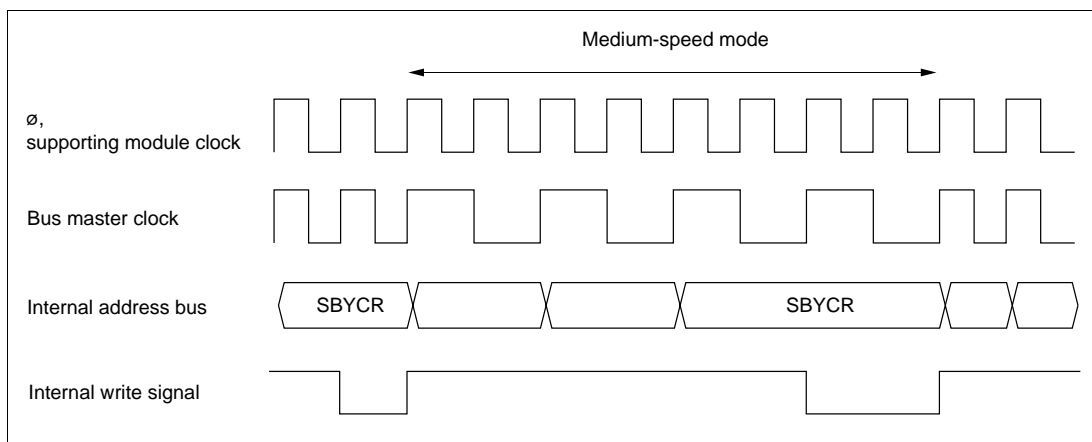 Medium-speed mode
ø,
supporting module clock
Bus master clock
Internal address bus
SBYCR
SBYCR
Internal write signal